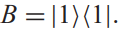 B = |1⟩⟨1|.